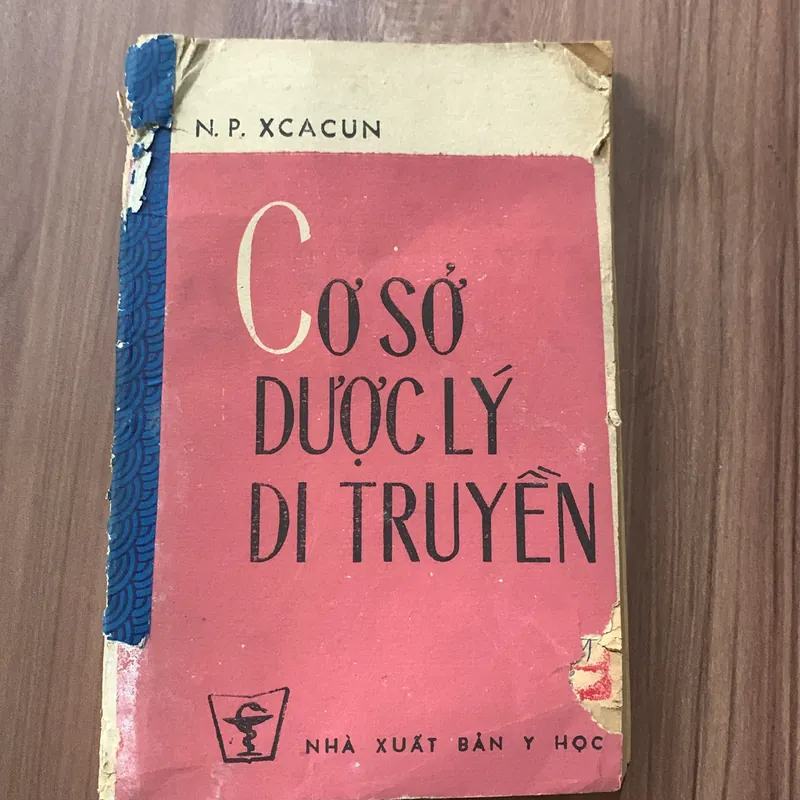 N. P. XCACUN
CƠ SỞ
DƯỢC LÝ
DI TRUYỀN
NHÀ XUẤT BẢN Y HỌC